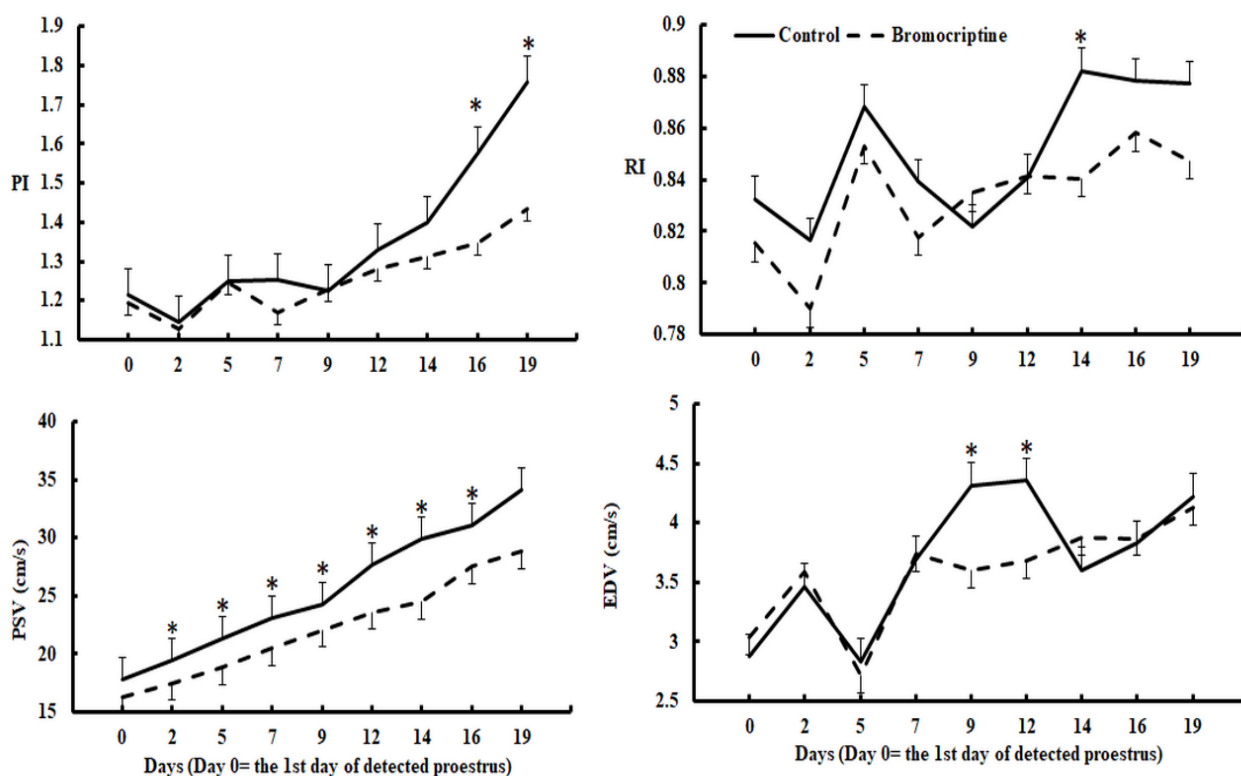 1.9
1.8
1.7
1.6
1.5
1.4
1.3
1.2
1.1
PI
*
*
0 2 5 7 9 12 14 16 19
0.9
0.88
0.86
0.84
0.82
0.8
0.78
RI
Control Bromocriptine
*
0 2 5 7 9 12 14 16 19
40
35
30
25
20
15
PSV (cm/s)
* * * * * * *
0 2 5 7 9 12 14 16 19
Days (Day 0= the 1st day of detected proestrus)
5
4.5
4
3.5
3
2.5
EDV (cm/s)
* *
0 2 5 7 9 12 14 16 19
Days (Day 0= the 1st day of detected proestrus)